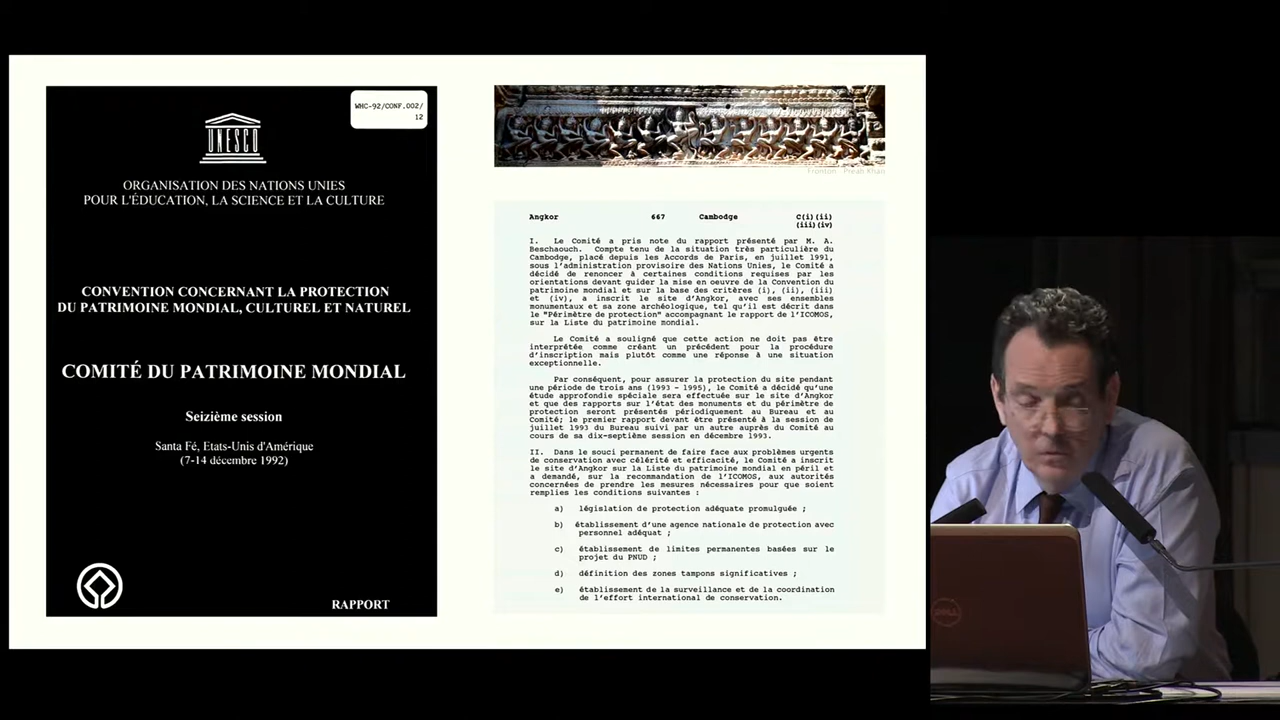 WHC-92/CONF.002/
12
UNESCO
ORGANISATION DES NATIONS UNIES
POUR L'ÉDUCATION, LA SCIENCE ET LA CULTURE
CONVENTION CONCERNANT LA PROTECTION
DU PATRIMOINE MONDIAL, CULTUREL ET NATUREL
COMITÉ DU PATRIMOINE MONDIAL
Seizième session
Santa Fé, Etats-Unis d'Amérique
(7-14 décembre 1992)
RAPPORT
Fronton Preah Khan
Angkor 667 Cambodge C(i)(ii)
(iii)(iv)
I. Le Comité a pris note du rapport présenté par M. A.
Beschaouch. Compte tenu de la situation très particulière du
Cambodge, placé depuis les Accords de Paris, en juillet 1991,
sous l'administration provisoire des Nations Unies, le Comité a
décidé de renoncer à certaines conditions requises par les
orientations devant guider la mise en oeuvre de la Convention du
patrimoine mondial et sur la base des critères (i), (ii), (iii)
et (iv), a inscrit le site d'Angkor, avec ses ensembles
monumentaux et sa zone archéologique, tel qu'il est décrit dans
le "Périmètre de protection" accompagnant le rapport de l'ICOMOS,
sur la Liste du patrimoine mondial.
Le Comité a souligné que cette action ne doit pas être
interprétée comme créant un précédent pour la procédure
d'inscription mais plutôt comme une réponse à une situation
exceptionnelle.
Par conséquent, pour assurer la protection du site pendant
une période de trois ans (1993 - 1995), le Comité a décidé qu'une
étude approfondie spéciale sera effectuée sur le site d'Angkor
et que des rapports sur l'état des monuments et du périmètre de
protection seront présentés périodiquement au Bureau et au
Comité; le premier rapport devant être présenté à la session de
juillet 1993 du Bureau suivi par un autre auprès du Comité au
cours de sa dix-septième session en décembre 1993.
II. Dans le souci permanent de faire face aux problèmes urgents
de conservation avec célérité et efficacité, le Comité a inscrit
le site d'Angkor sur la Liste du patrimoine mondial en péril et
a demandé, sur la recommandation de l'ICOMOS, aux autorités
concernées de prendre les mesures nécessaires pour que soient
remplies les conditions suivantes :
a) législation de protection adéquate promulguée ;
b) établissement d'une agence nationale de protection avec
personnel adéquat ;
c) établissement de limites permanentes basées sur le
projet du PNUD ;
d) définition des zones tampons significatives ;
e) établissement de la surveillance et de la coordination
de l'effort international de conservation.
DELL